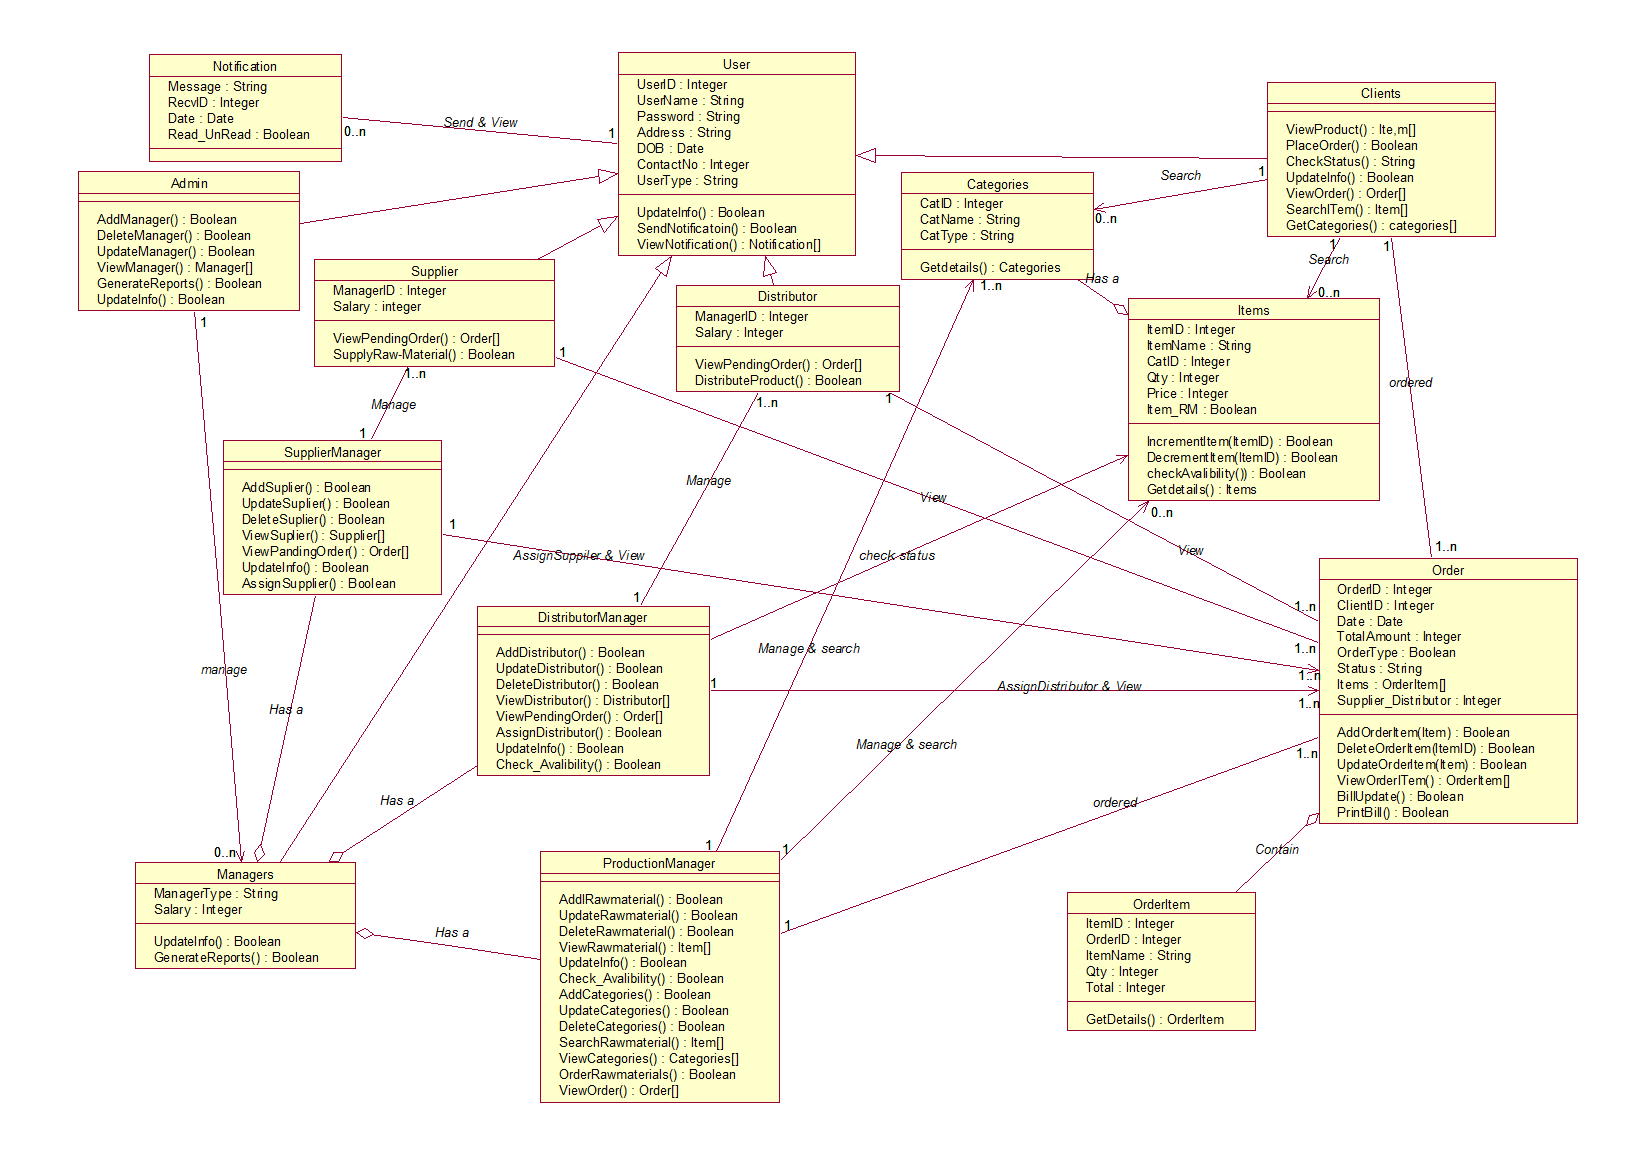 Notification
Message : String
RecvID : Integer
Date : Date
Read_UnRead : Boolean
User
UserID : Integer
UserName : String
Password : String
Address : String
DOB : Date
ContactNo : Integer
UserType : String
UpdateInfo() : Boolean
SendNotificatoin() : Boolean
ViewNotification() : Notification[]
Clients
ViewProduct() : Ite,m[]
PlaceOrder() : Boolean
CheckStatus() : String
UpdateInfo() : Boolean
ViewOrder() : Order[]
SearchITem() : Item[]
GetCategories() : categories[]
0..n
Send & View
1
Admin
AddManager() : Boolean
DeleteManager() : Boolean
UpdateManager() : Boolean
ViewManager() : Manager[]
GenerateReports() : Boolean
UpdateInfo() : Boolean
1
Categories
CatID : Integer
CatName : String
CatType : String
Getdetails() : Categories
Search
1
0..n
1..n
Has a
1
Search
0..n
1
Supplier
ManagerID : Integer
Salary : integer
ViewPendingOrder() : Order[]
SupplyRaw-Material() : Boolean
1
1..n
Manage
1
Distributor
ManagerID : Integer
Salary : Integer
ViewPendingOrder() : Order[]
DistributeProduct() : Boolean
1..n
1
Items
ItemID : Integer
ItemName : String
CatID : Integer
Qty : Integer
Price : Integer
Item_RM : Boolean
IncrementItem(ItemID) : Boolean
DecrementItem(ItemID) : Boolean
checkAvalibility()) : Boolean
Getdetails() : Items
0..n
ordered
1..n
SupplierManager
AddSuplier() : Boolean
UpdateSuplier() : Boolean
DeleteSuplier() : Boolean
ViewSuplier() : Supplier[]
ViewPandingOrder() : Order[]
UpdateInfo() : Boolean
AssignSupplier() : Boolean
1
AssignSuppiler & View
Manage
View
check status
View
1
DistributorManager
AddDistributor() : Boolean
UpdateDistributor() : Boolean
DeleteDistributor() : Boolean
ViewDistributor() : Distributor[]
ViewPendingOrder() : Order[]
AssignDistributor() : Boolean
UpdateInfo() : Boolean
Check_Avalibility() : Boolean
1
Manage & search
AssignDistributor & View
Manage & search
ordered
1..n
1..n
1..n
1..n
1..n
Order
OrderID : Integer
ClientID : Integer
Date : Date
TotalAmount : Integer
OrderType : Boolean
Status : String
Items : OrderItem[]
Supplier_Distributor : Integer
AddOrderItem(Item) : Boolean
DeleteOrderItem(ItemID) : Boolean
UpdateOrderItem(Item) : Boolean
ViewOrderITem() : OrderItem[]
BillUpdate() : Boolean
PrintBill() : Boolean
manage
Has a
Has a
0..n
Managers
ManagerType : String
Salary : Integer
UpdateInfo() : Boolean
GenerateReports() : Boolean
Has a
1
1
1
ProductionManager
AddIRawmaterial() : Boolean
UpdateRawmaterial() : Boolean
DeleteRawmaterial() : Boolean
ViewRawmaterial() : Item[]
UpdateInfo() : Boolean
Check_Avalibility() : Boolean
AddCategories() : Boolean
UpdateCategories() : Boolean
DeleteCategories() : Boolean
SearchRawmaterial() : Item[]
ViewCategories() : Categories[]
OrderRawmaterials() : Boolean
ViewOrder() : Order[]
Contain
OrderItem
ItemID : Integer
OrderID : Integer
ItemName : String
Qty : Integer
Total : Integer
GetDetails() : OrderItem